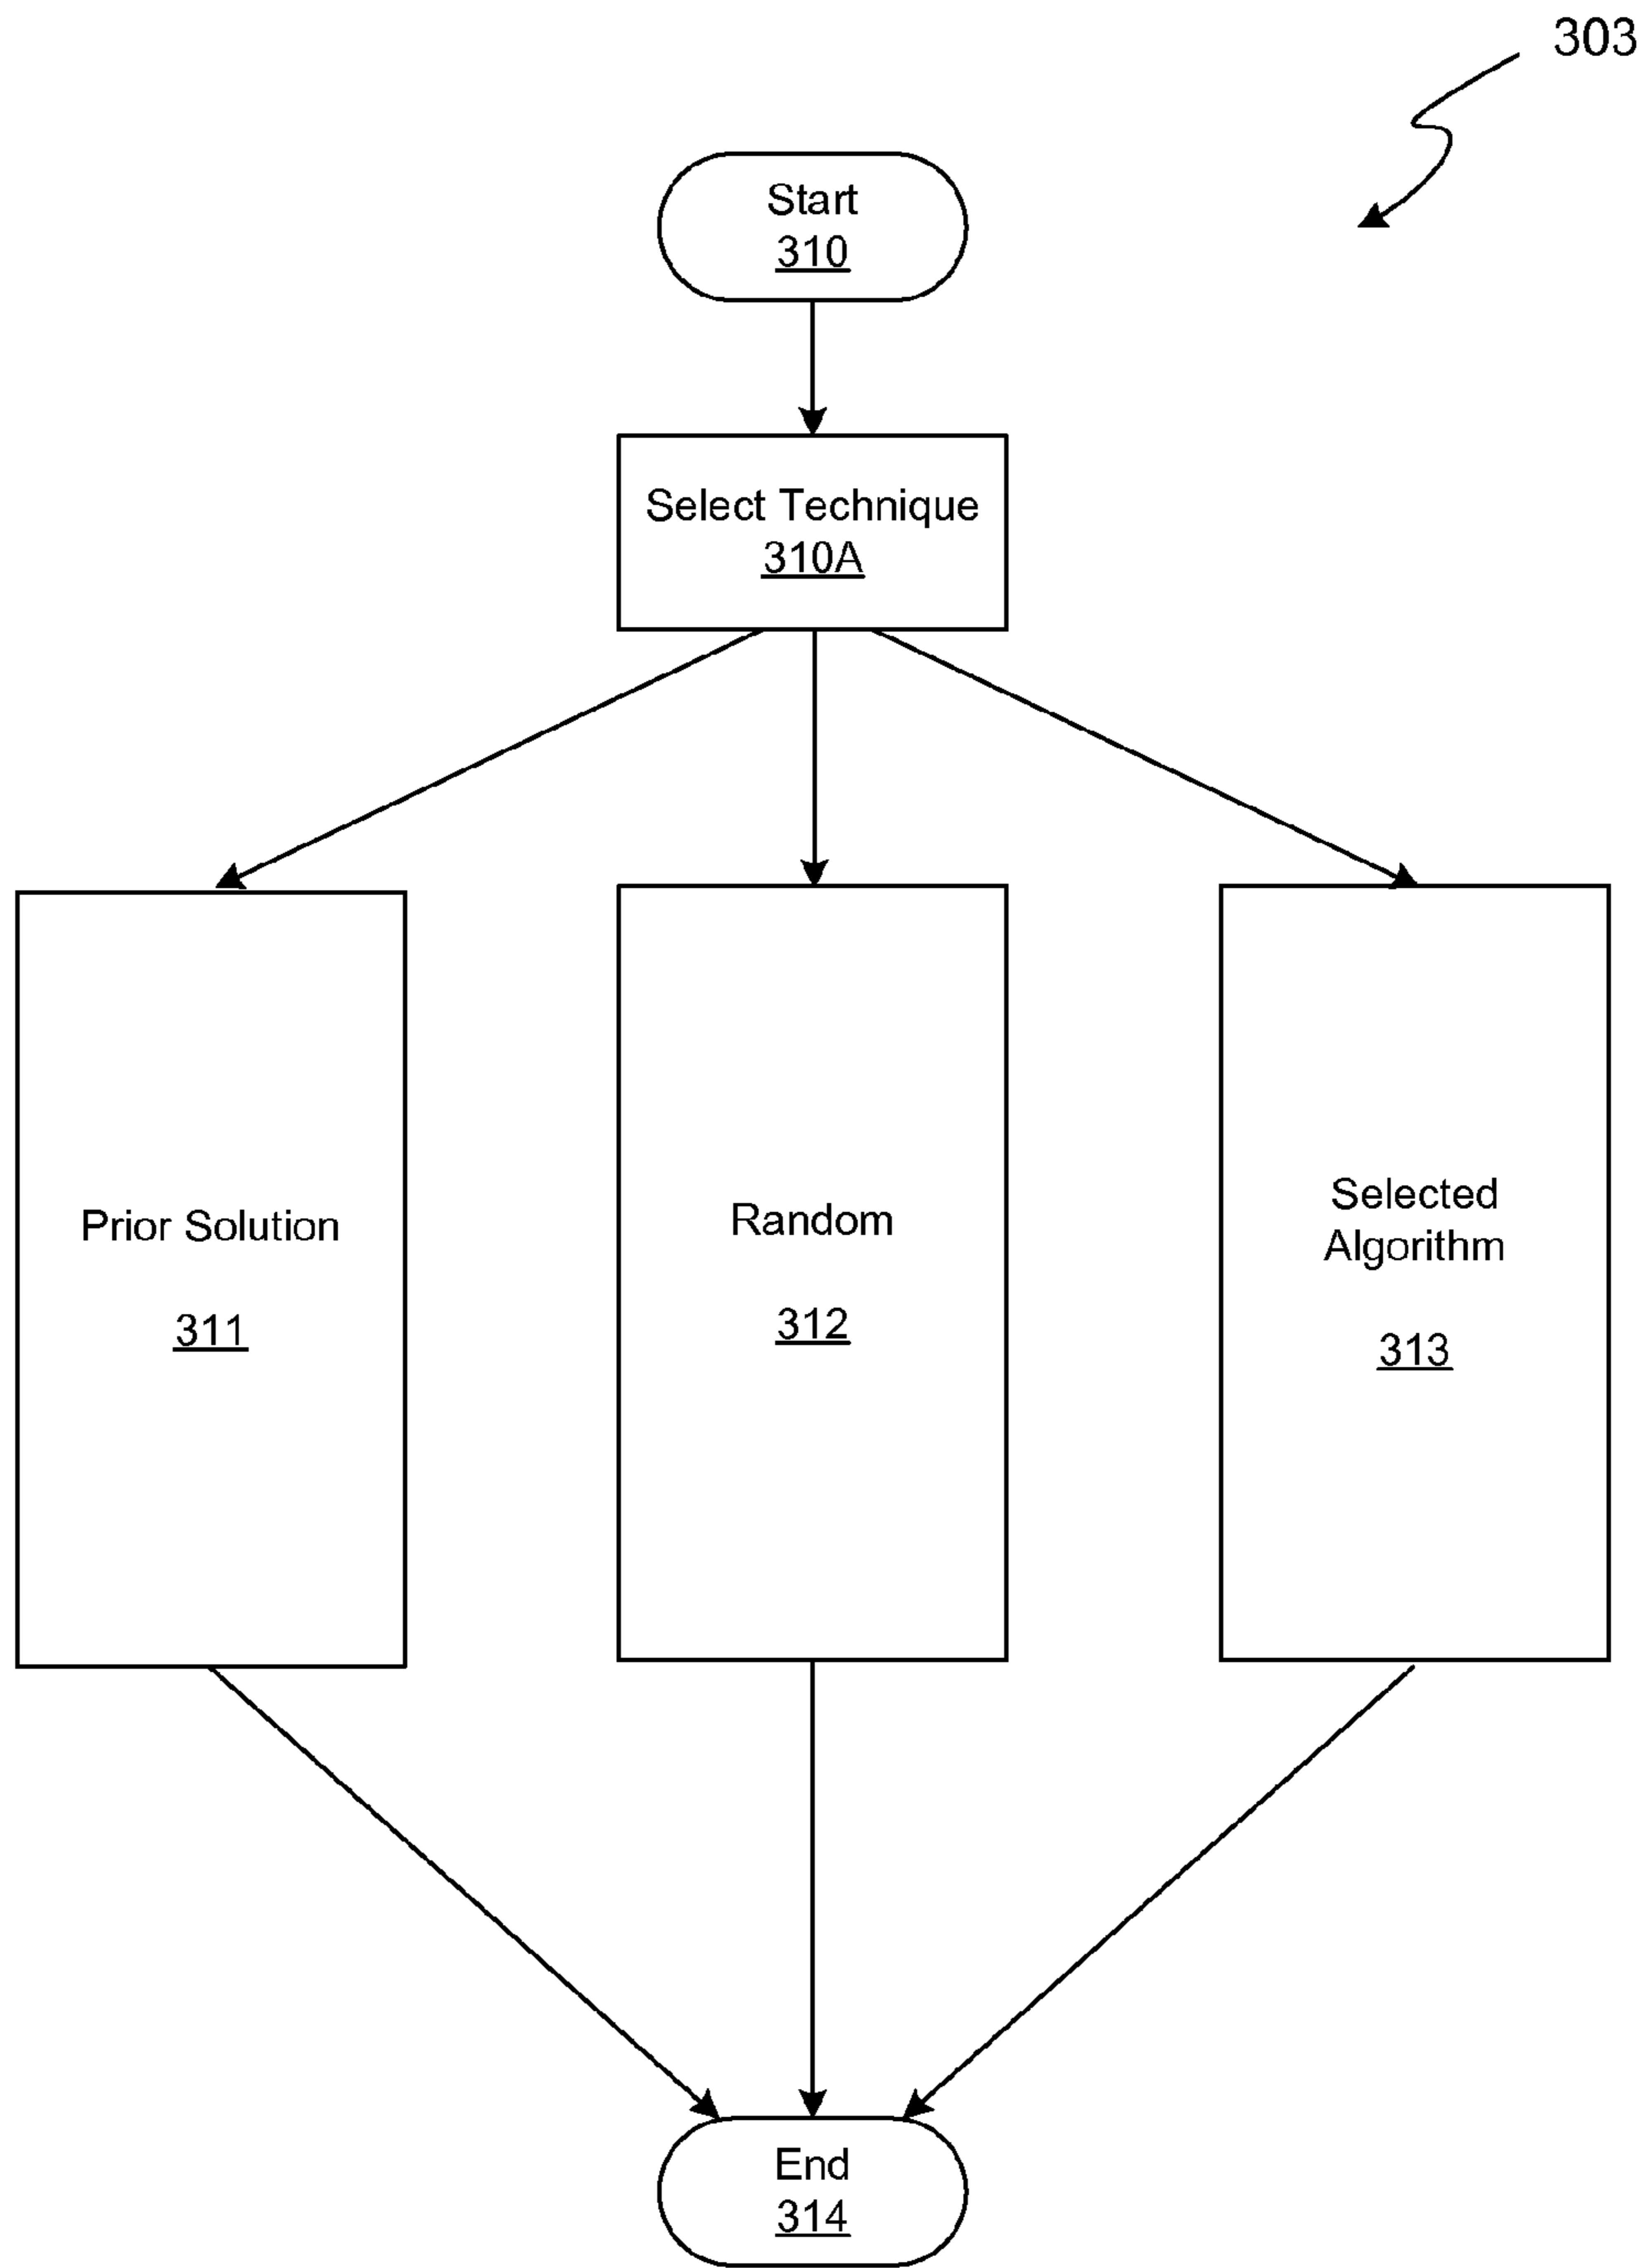 303
Start
310
Select Technique
310A
Prior Solution
311
Random
312
Selected
Algorithm
313
End
314